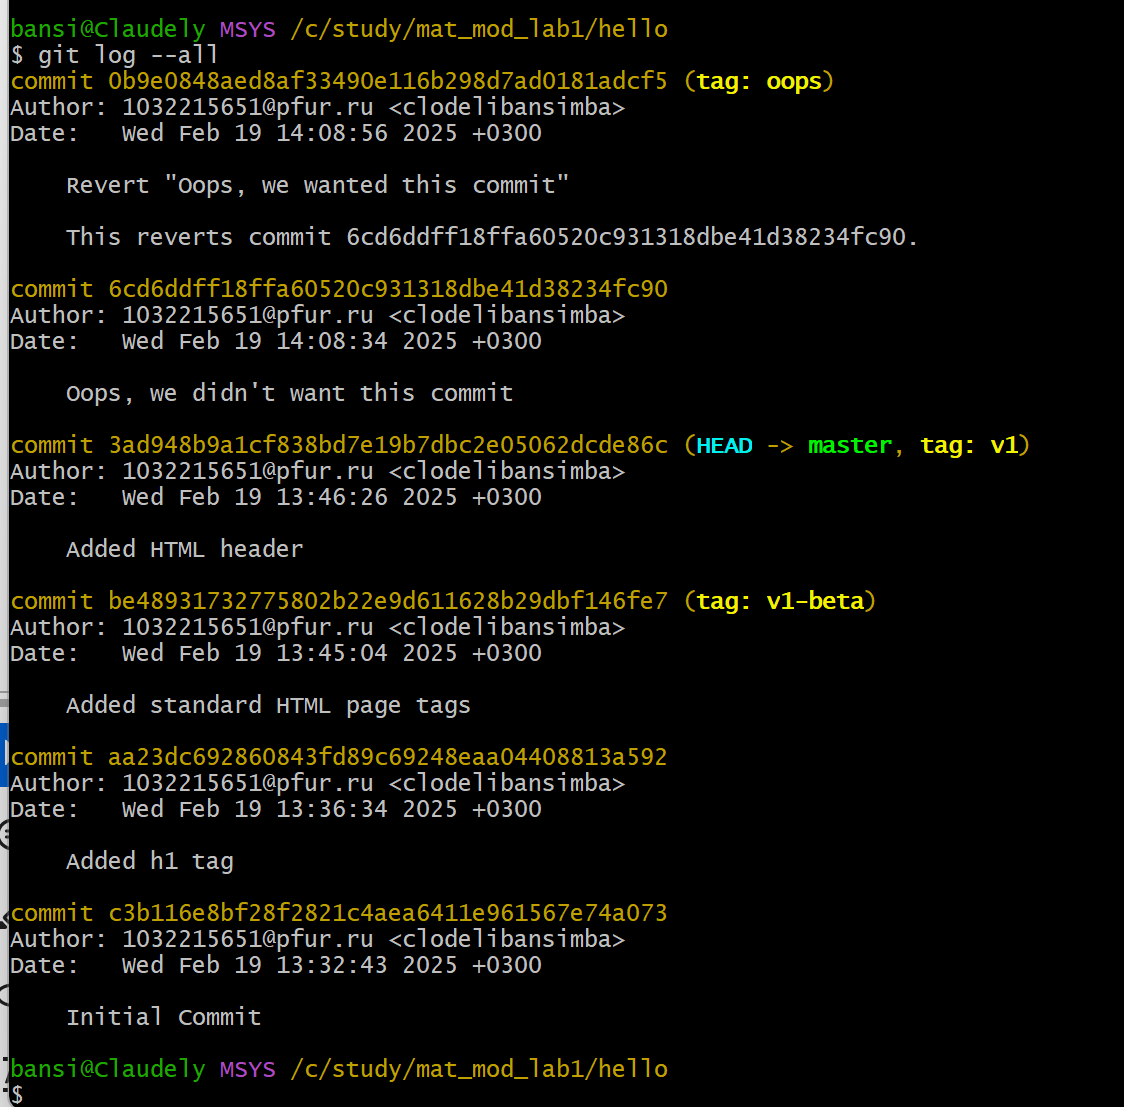 bansi@Claudely MSYS /c/study/mat_mod_lab1/hello
$ git log --all
commit 0b9e0848aed8af33490e116b298d7ad0181adcf5 (tag: oops)
Author: 1032215651@pfur.ru <clodelibansimba>
Date:   Wed Feb 19 14:08:56 2025 +0300
    Revert "Oops, we wanted this commit"
    This reverts commit 6cd6ddff18ffa60520c931318dbe41d38234fc90.
commit 6cd6ddff18ffa60520c931318dbe41d38234fc90
Author: 1032215651@pfur.ru <clodelibansimba>
Date:   Wed Feb 19 14:08:34 2025 +0300
    Oops, we didn't want this commit
commit 3ad948b9a1cf838bd7e19b7dbc2e05062dcde86c (HEAD -> master, tag: v1)
Author: 1032215651@pfur.ru <clodelibansimba>
Date:   Wed Feb 19 13:46:26 2025 +0300
    Added HTML header
commit be489317327775802b22e9d611628b29dbf146fe7 (tag: v1-beta)
Author: 1032215651@pfur.ru <clodelibansimba>
Date:   Wed Feb 19 13:45:04 2025 +0300
    Added standard HTML page tags
commit aa23dc692860843fd89c69248eaa04408813a592
Author: 1032215651@pfur.ru <clodelibansimba>
Date:   Wed Feb 19 13:36:34 2025 +0300
    Added h1 tag
commit c3b116e8bf28f2821c4aea6411e961567e74a073
Author: 1032215651@pfur.ru <clodelibansimba>
Date:   Wed Feb 19 13:32:43 2025 +0300
    Initial Commit
bansi@Claudely MSYS /c/study/mat_mod_lab1/hello
$